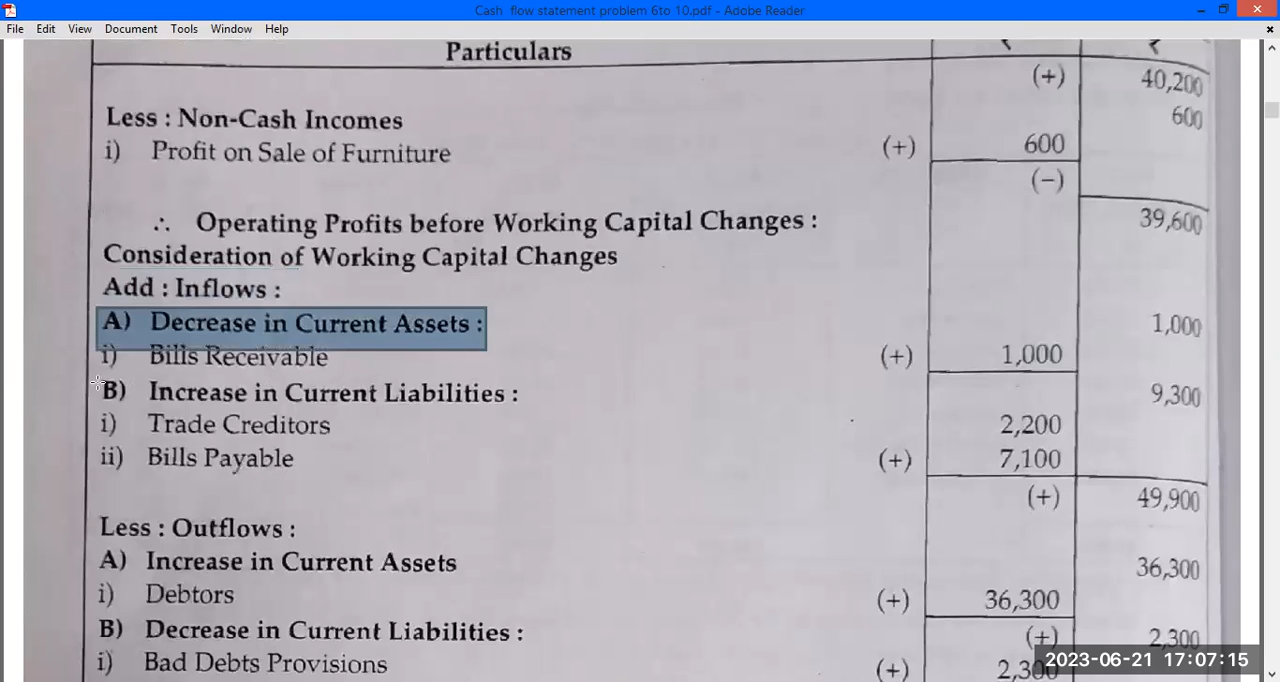 Cash flow statement problem 6to 10.pdf - Adobe Reader
File Edit View Document Tools Window Help
Particulars ₹ ₹
(+) 40,200
Less : Non-Cash Incomes 600
i) Profit on Sale of Furniture (+) 600
(-)
∴ Operating Profits before Working Capital Changes : 39,600
Consideration of Working Capital Changes
Add : Inflows :
A) Decrease in Current Assets : 1,000
i) Bills Receivable (+) 1,000
B) Increase in Current Liabilities : 9,300
i) Trade Creditors 2,200
ii) Bills Payable (+) 7,100
(+) 49,900
Less : Outflows :
A) Increase in Current Assets 36,300
i) Debtors (+) 36,300
B) Decrease in Current Liabilities : (+) 2,300
i) Bad Debts Provisions (+) 2,300
2023-06-21 17:07:15